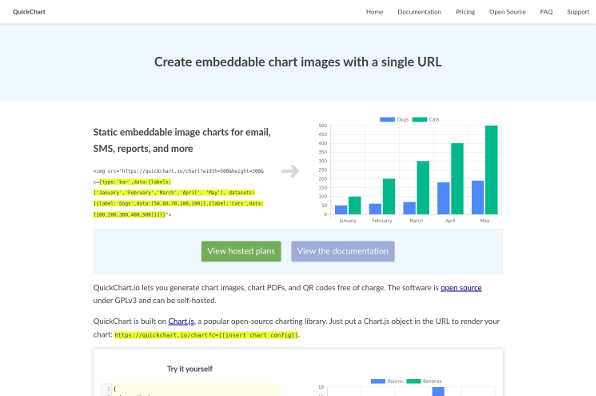 QuickChart
Home Documentation Pricing Open Source FAQ Support
Create embeddable chart images with a single URL
Static embeddable image charts for email,
SMS, reports, and more
<img src="https://quickchart.io/chart?width=500&height=300&
c={type:'bar',data:{labels:
['January','February','March','April', 'May'], datasets:
[{label:'Dogs',data:[50,60,70,180,190]},{label:'Cats',data:
[100,200,300,400,500]}]}}">
Dogs Cats
500
450
400
350
300
250
200
150
100
50
0
January February March April May
View hosted plans View the documentation
QuickChart.io lets you generate chart images, chart PDFs, and QR codes free of charge. The software is open source
under GPLv3 and can be self-hosted.
QuickChart is built on Chart.js, a popular open-source charting library. Just put a Chart.js object in the URL to render your
chart: https://quickchart.io/chart?c=[[insert chart config]].
Try it yourself
1 {
Raisins Bananas
18